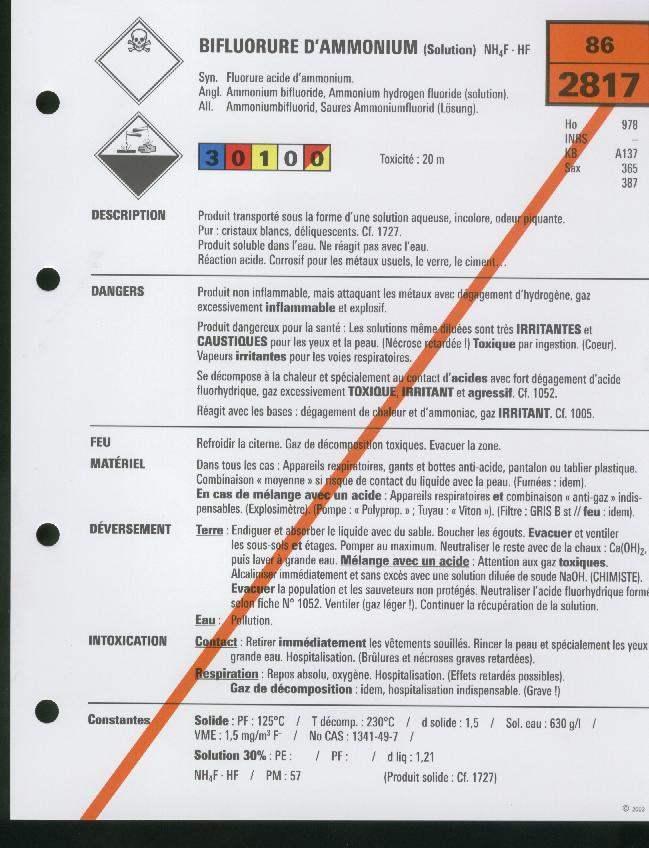 BIFLUORURE D'AMMONIUM (Solution) NH₄F · HF
86
2817
Syn. Fluorure acide d'ammonium.
Angl. Ammonium bifluoride, Ammonium hydrogen fluoride (solution).
All. Ammoniumbifluorid, Saures Ammoniumfluorid (Lösung).
Ho 978
INRS –
KB A137
Sax 365
387
3 0 1 0 0
Toxicité : 20 m
DESCRIPTION Produit transporté sous la forme d'une solution aqueuse, incolore, odeur piquante.
Pur : cristaux blancs, déliquescents. Cf. 1727.
Produit soluble dans l'eau. Ne réagit pas avec l'eau.
Réaction acide. Corrosif pour les métaux usuels, le verre, le ciment...
DANGERS Produit non inflammable, mais attaquant les métaux avec dégagement d'hydrogène, gaz
excessivement inflammable et explosif.
Produit dangereux pour la santé : Les solutions même diluées sont très IRRITANTES et
CAUSTIQUES pour les yeux et la peau. (Nécrose retardée !) Toxique par ingestion. (Coeur).
Vapeurs irritantes pour les voies respiratoires.
Se décompose à la chaleur et spécialement au contact d'acides avec fort dégagement d'acide
fluorhydrique, gaz excessivement TOXIQUE, IRRITANT et agressif. Cf. 1052.
Réagit avec les bases : dégagement de chaleur et d'ammoniac, gaz IRRITANT. Cf. 1005.
FEU Refroidir la citerne. Gaz de décomposition toxiques. Evacuer la zone.
MATÉRIEL Dans tous les cas : Appareils respiratoires, gants et bottes anti-acide, pantalon ou tablier plastique.
Combinaison « moyenne » si risque de contact du liquide avec la peau. (Fumées : idem).
En cas de mélange avec un acide : Appareils respiratoires et combinaison « anti-gaz » indis-
pensables. (Explosimètre). (Pompe : « Polyprop. » ; Tuyau : « Viton »). (Filtre : GRIS B st // feu : idem).
DÉVERSEMENT Terre : Endiguer et absorber le liquide avec du sable. Boucher les égouts. Evacuer et ventiler
les sous-sols et étages. Pomper au maximum. Neutraliser le reste avec de la chaux : Ca(OH)₂,
puis laver à grande eau. Mélange avec un acide : Attention aux gaz toxiques.
Alcaliniser immédiatement et sans excès avec une solution diluée de soude NaOH. (CHIMISTE).
Evacuer la population et les sauveteurs non protégés. Neutraliser l'acide fluorhydrique formé
selon fiche N° 1052. Ventiler (gaz léger !). Continuer la récupération de la solution.
Eau : Pollution.
INTOXICATION Contact : Retirer immédiatement les vêtements souillés. Rincer la peau et spécialement les yeux
grande eau. Hospitalisation. (Brûlures et nécroses graves retardées).
Respiration : Repos absolu, oxygène. Hospitalisation. (Effets retardés possibles).
Gaz de décomposition : idem, hospitalisation indispensable. (Grave !)
Constantes Solide : PF : 125°C / T décomp. : 230°C / d solide : 1,5 / Sol. eau : 630 g/l /
VME : 1,5 mg/m³ F⁻ / No CAS : 1341-49-7 /
Solution 30% : PE : / PF : / d liq : 1,21
NH₄F · HF / PM : 57 (Produit solide : Cf. 1727)
© 2002